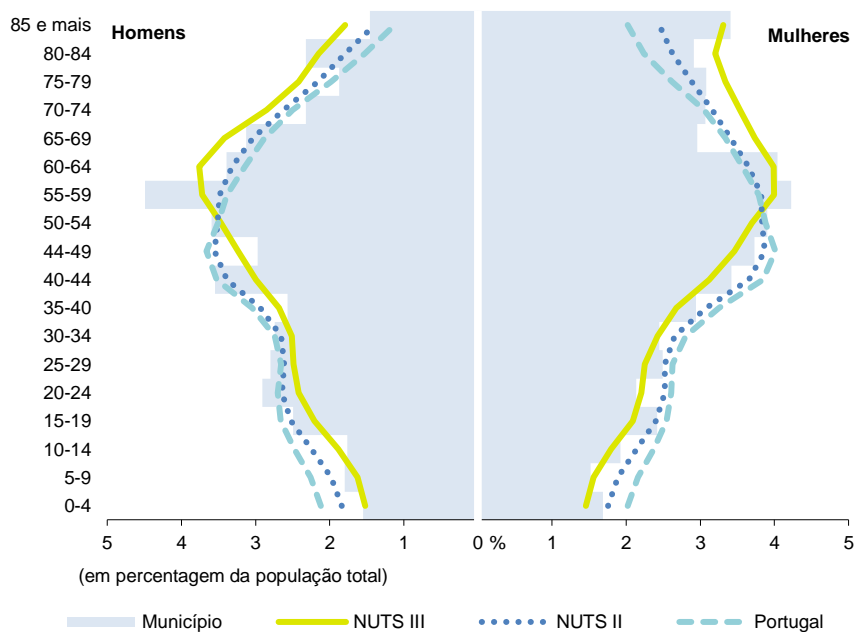 Homens
Mulheres
85 e mais
80-84
75-79
70-74
65-69
60-64
55-59
50-54
44-49
40-44
35-40
30-34
25-29
20-24
15-19
10-14
5-9
0-4
5 4 3 2 1 0 % 1 2 3 4 5
(em percentagem da população total)
Município NUTS III NUTS II Portugal